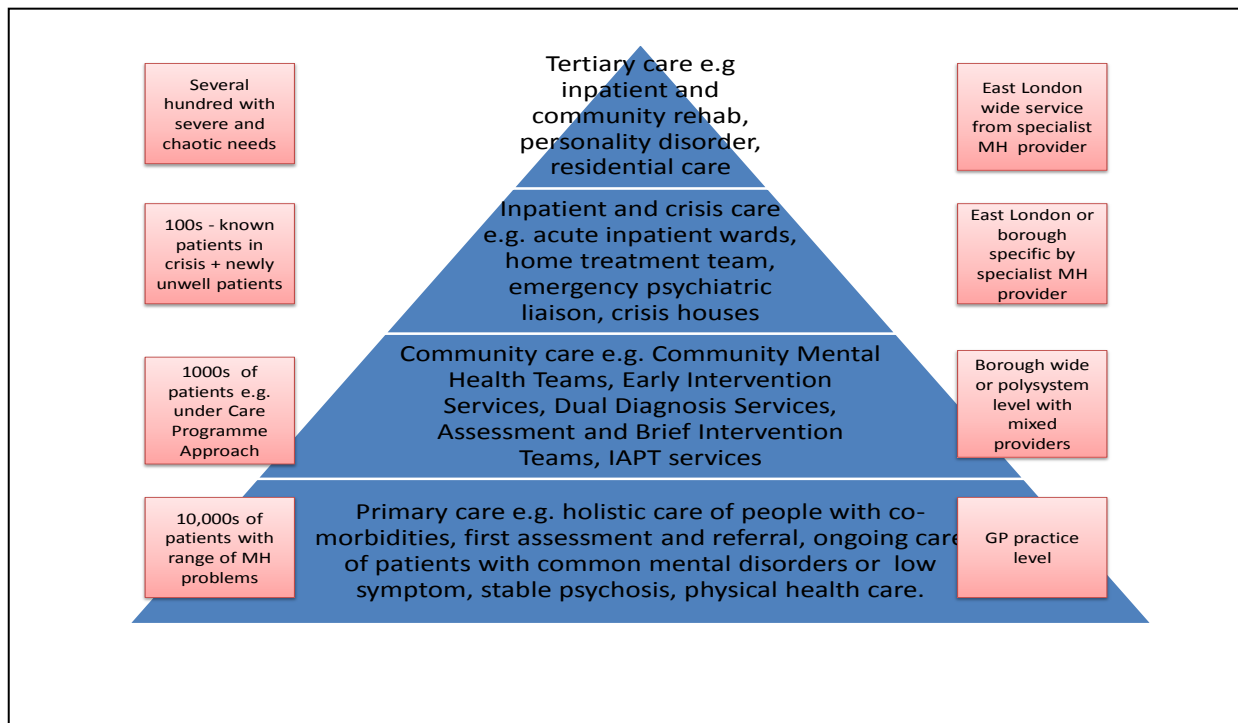 Several
hundred with
severe and
chaotic needs
Tertiary care e.g
inpatient and
community rehab,
personality disorder,
residential care
East London
wide service
from specialist
MH provider
100s - known
patients in
crisis + newly
unwell patients
Inpatient and crisis care
e.g. acute inpatient wards,
home treatment team,
emergency psychiatric
liaison, crisis houses
East London or
borough
specific by
specialist MH
provider
1000s of
patients e.g.
under Care
Programme
Approach
Community care e.g. Community Mental
Health Teams, Early Intervention
Services, Dual Diagnosis Services,
Assessment and Brief Intervention
Teams, IAPT services
Borough wide
or polysystem
level with
mixed
providers
10,000s of
patients with
range of MH
problems
Primary care e.g. holistic care of people with co-
morbidities, first assessment and referral, ongoing care
of patients with common mental disorders or low
symptom, stable psychosis, physical health care.
GP practice
level